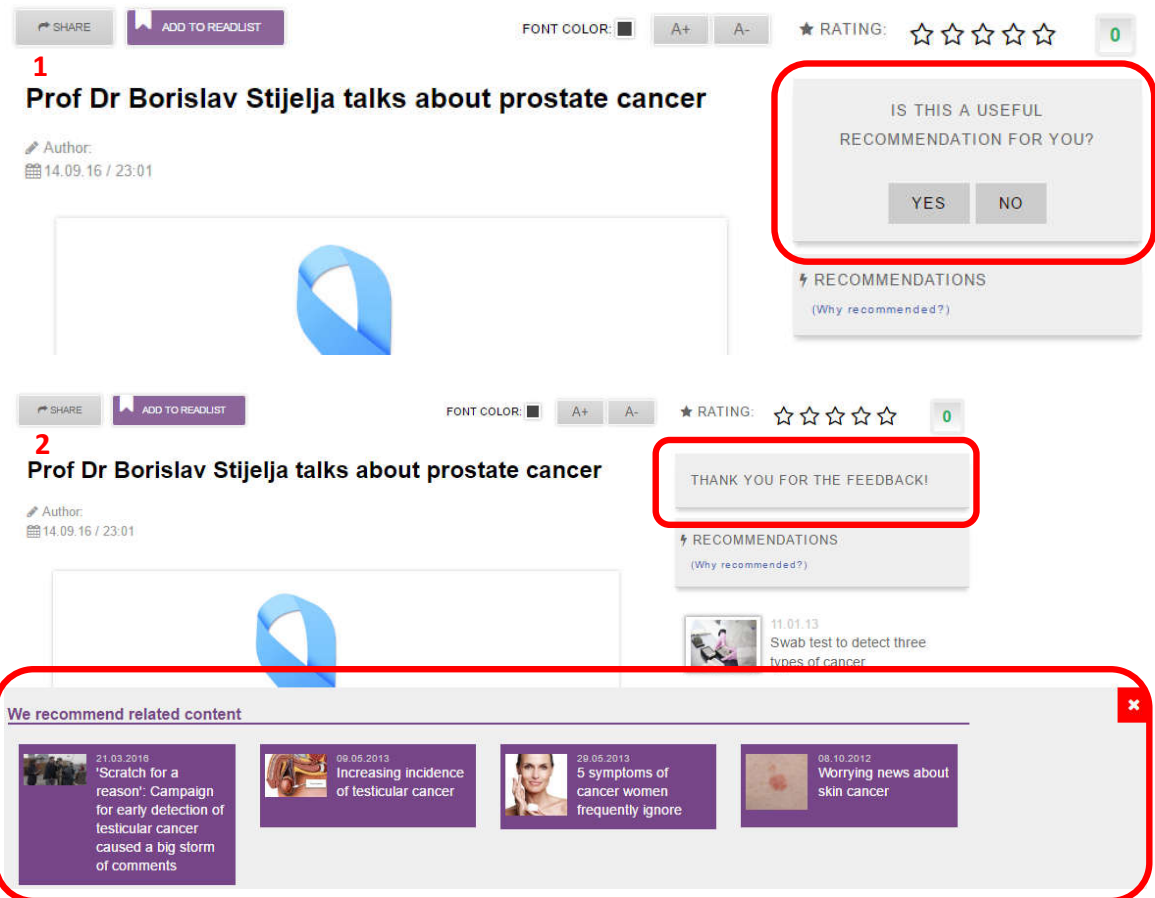 SHARE
ADD TO READLIST
FONT COLOR:
A+
A-
RATING:
0
1
Prof Dr Borislav Stijelja talks about prostate cancer
Author:
14.09.16 / 23:01
IS THIS A USEFUL
RECOMMENDATION FOR YOU?
YES
NO
RECOMMENDATIONS
(Why recommended?)
SHARE
ADD TO READLIST
FONT COLOR:
A+
A-
RATING:
0
2
Prof Dr Borislav Stijelja talks about prostate cancer
Author:
14.09.16 / 23:01
THANK YOU FOR THE FEEDBACK!
RECOMMENDATIONS
(Why recommended?)
11.01.13
Swab test to detect three
types of cancer
We recommend related content
21.03.2016
'Scratch for a
reason': Campaign
for early detection of
testicular cancer
caused a big storm
of comments
09.05.2013
Increasing incidence
of testicular cancer
29.05.2013
5 symptoms of
cancer women
frequently ignore
08.10.2012
Worrying news about
skin cancer